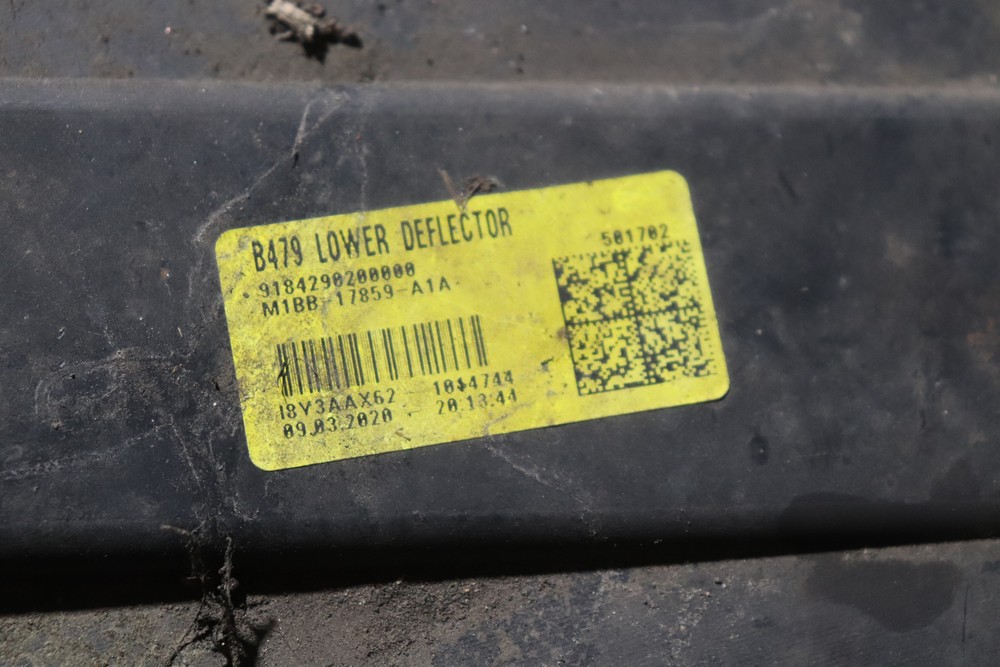 B479 LOWER DEFLECTOR
501702
9184290200000
M1BB-17859-A1A
I8Y3AAX62 10$4744
09.03.2020 20.13.44